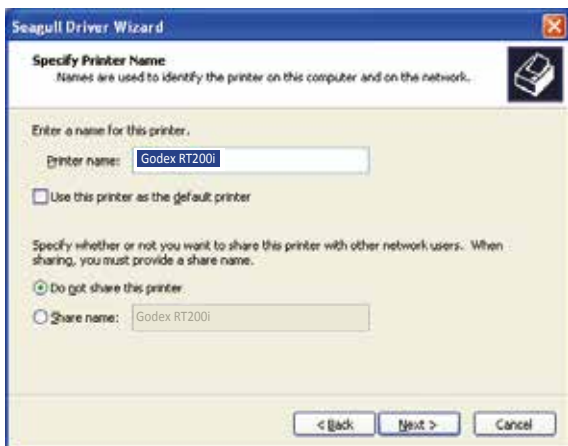 Seagull Driver Wizard
Specify Printer Name
Names are used to identify the printer on this computer and on the network.
Enter a name for this printer.
Printer name: Godex RT200i
Use this printer as the default printer
Specify whether or not you want to share this printer with other network users. When
sharing, you must provide a share name.
Do not share this printer
Share name: Godex RT200i
< Back Next > Cancel